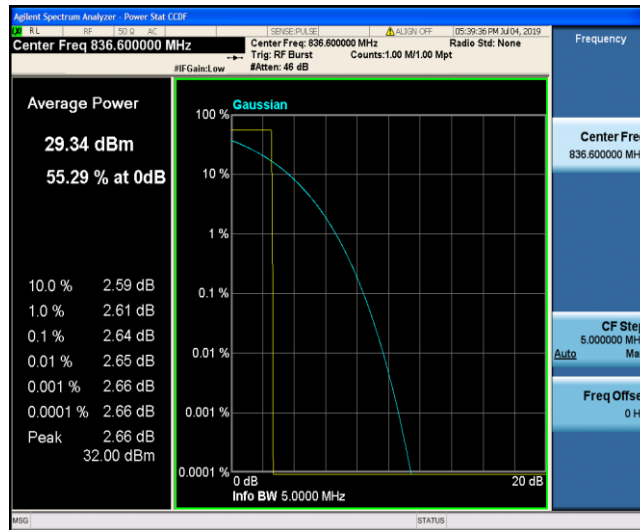 Agilent Spectrum Analyzer - Power Stat CCDF
RL RF 50 Ω AC SENSE:PULSE ALIGN OFF 05:39:36 PM Jul 04, 2019
Center Freq 836.600000 MHz
Center Freq: 836.600000 MHz
Radio Std: None
Trig: RF Burst
Counts:1.00 M/1.00 Mpt
#IFGain:Low
#Atten: 46 dB
Frequency
Average Power
29.34 dBm
55.29 % at 0dB
10.0 % 2.59 dB
1.0 % 2.61 dB
0.1 % 2.64 dB
0.01 % 2.65 dB
0.001 % 2.66 dB
0.0001 % 2.66 dB
Peak 2.66 dB
32.00 dBm
Gaussian
100 %
10 %
1 %
0.1 %
0.01 %
0.001 %
0.0001 %
0 dB
20 dB
Info BW 5.0000 MHz
Center Fre
836.600000 MH
CF Step
5.000000 MH
Auto Ma
Freq Offse
0 H
MSG
STATUS